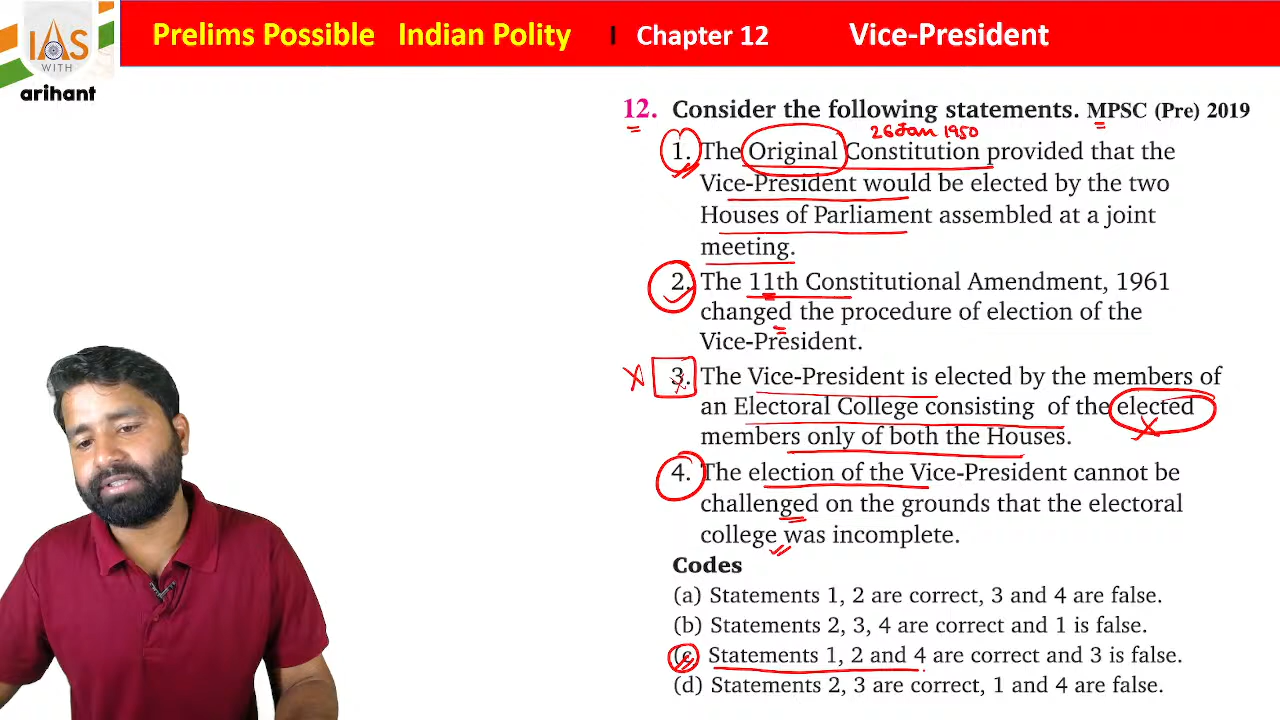 IAS
WITH
arihant
Prelims Possible Indian Polity | Chapter 12 Vice-President
12. Consider the following statements. MPSC (Pre) 2019
26 Jan 1950
1. The Original Constitution provided that the
Vice-President would be elected by the two
Houses of Parliament assembled at a joint
meeting.
2. The 11th Constitutional Amendment, 1961
changed the procedure of election of the
Vice-President.
3. The Vice-President is elected by the members of
an Electoral College consisting of the elected
members only of both the Houses.
4. The election of the Vice-President cannot be
challenged on the grounds that the electoral
college was incomplete.
Codes
(a) Statements 1, 2 are correct, 3 and 4 are false.
(b) Statements 2, 3, 4 are correct and 1 is false.
(c) Statements 1, 2 and 4 are correct and 3 is false.
(d) Statements 2, 3 are correct, 1 and 4 are false.